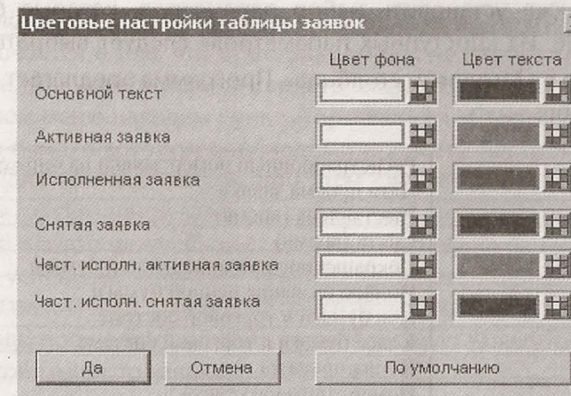 Цветовые настройки таблицы заявок
Цвет фона Цвет текста
Основной текст
Активная заявка
Исполненная заявка
Снятая заявка
Част. исполн. активная заявка
Част. исполн. снятая заявка
Да Отмена По умолчанию